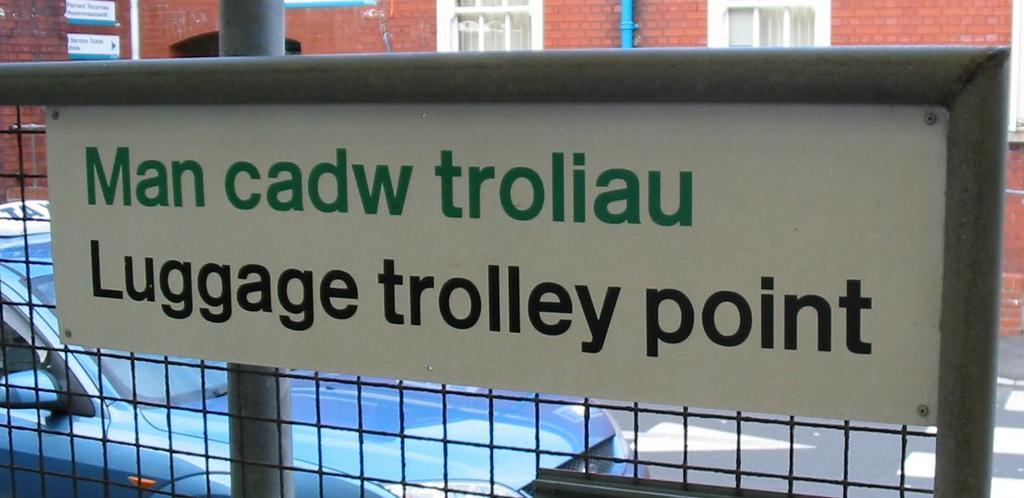 Man cadw troliau
Luggage trolley point